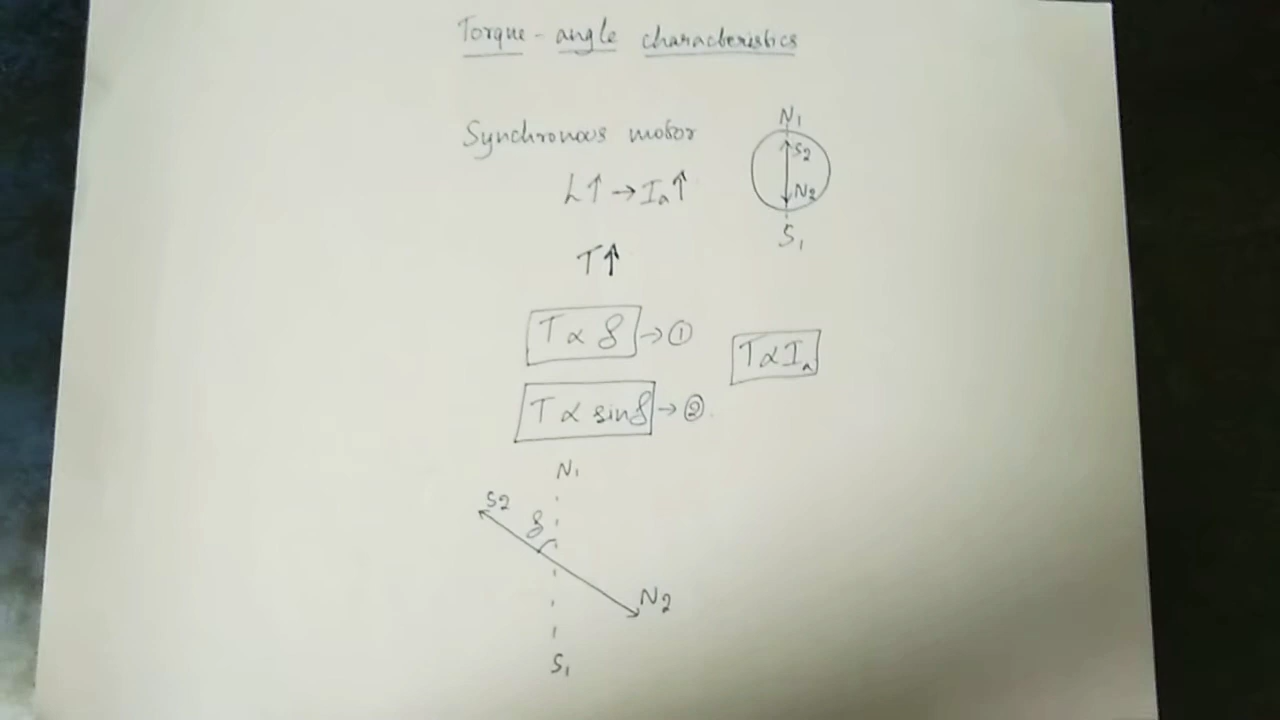 Torque - angle characteristics
Synchronous motor
N1
S2
N2
S1
L↑ → Ia↑
T↑
T ∝ δ → ①
T ∝ Ia
T ∝ sinδ → ②
N1
S2
δ
N2
S1